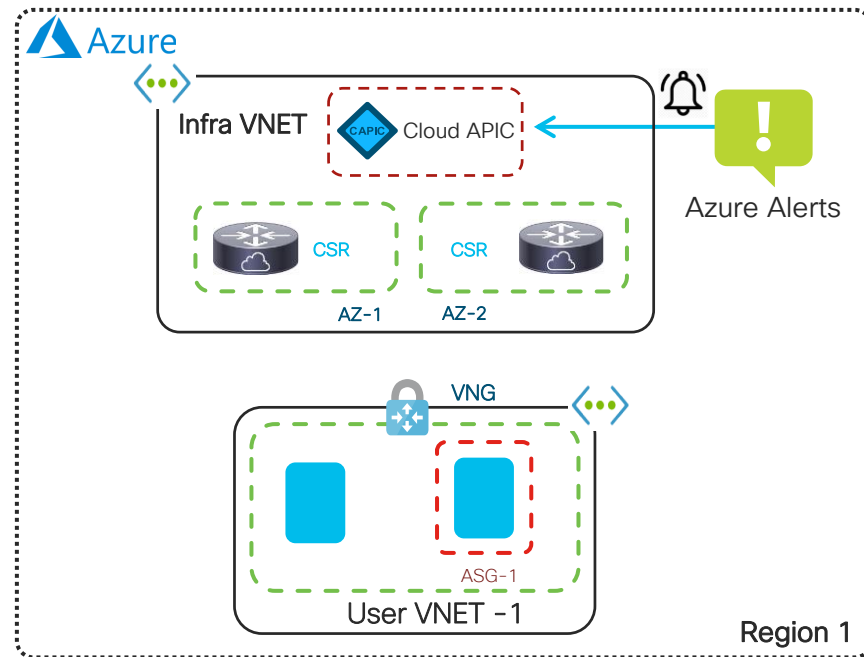 Azure
Infra VNET
CAPIC
Cloud APIC
!
Azure Alerts
CSR
CSR
AZ-1
AZ-2
VNG
ASG-1
User VNET -1
Region 1